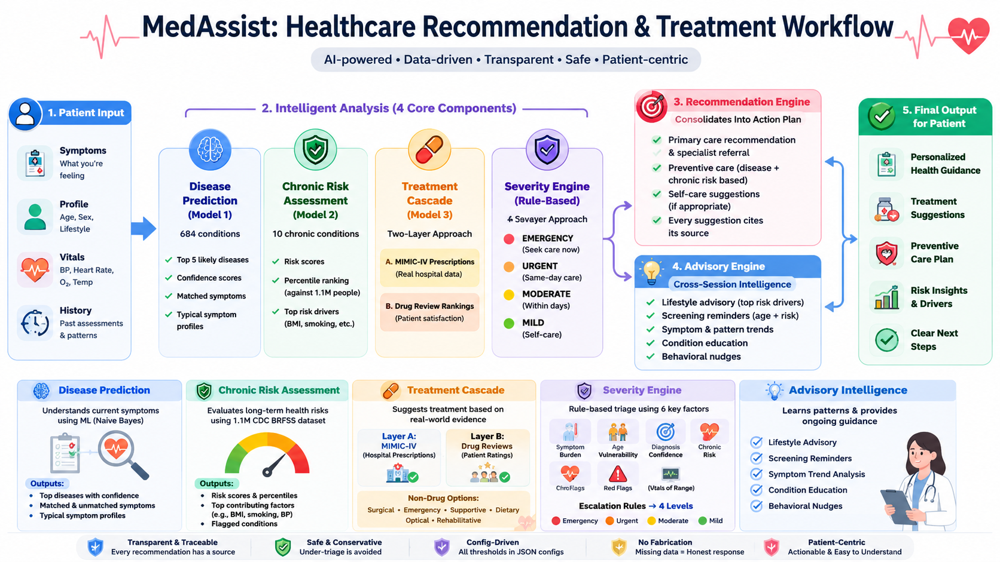 MedAssist: Healthcare Recommendation & Treatment Workflow
AI-powered • Data-driven • Transparent • Safe • Patient-centric
1. Patient Input
Symptoms
What you're
feeling
Profile
Age, Sex,
Lifestyle
Vitals
BP, Heart Rate,
O₂, Temp
History
Past assessments
& patterns
2. Intelligent Analysis (4 Core Components)
Disease
Prediction
(Model 1)
684 conditions
Top 5 likely diseases
Confidence scores
Matched symptoms
Typical symptom
profiles
Chronic Risk
Assessment
(Model 2)
10 chronic conditions
Risk scores
Percentile ranking
(against 1.1M people)
Top risk drivers
(BMI, smoking, etc.)
Treatment
Cascade
(Model 3)
Two-Layer Approach
A. MIMIC-IV Prescriptions
(Real hospital data)
B. Drug Review Rankings
(Patient satisfaction)
Severity Engine
(Rule-Based)
Approach
EMERGENCY
(Seek care now)
URGENT
(Same-day care)
MODERATE
(Within days)
MILD
(Self-care)
3. Recommendation Engine
Consolidates Into Action Plan
Primary care recommendation
& specialist referral
Preventive care (disease +
chronic risk based)
Self-care suggestions
(if appropriate)
Every suggestion cites
its source
4. Advisory Engine
Cross-Session Intelligence
Lifestyle advisory (top risk drivers)
Screening reminders (age + risk)
Symptom & pattern trends
Condition education
Behavioral nudges
5. Final Output
for Patient
Personalized
Health Guidance
Treatment
Suggestions
Preventive
Care Plan
Risk Insights
& Drivers
Clear Next
Steps
Disease Prediction
Understands current symptoms
using ML (Naive Bayes)
Outputs:
• Top diseases with confidence
• Matched & unmatched symptoms
• Typical symptom profiles
Chronic Risk Assessment
Evaluates long-term health risks
using 1.1M CDC BRFSS dataset
Outputs:
• Risk scores & percentiles
• Top contributing factors
(e.g., BMI, smoking, BP)
• Flagged conditions
Treatment Cascade
Suggests treatment based on
real-world evidence
Layer A:
MIMIC-IV
(Hospital Prescriptions)
Layer B:
Drug Reviews
(Patient Ratings)
Non-Drug Options:
Surgical • Emergency • Supportive • Dietary
Optical • Rehabilitative
Severity Engine
Rule-based triage using 6 key factors
Symptom
Burden
Age
Vulnerability
Diagnosis
Confidence
Chronic
Risk
Red Flags
(Vtals of Range)
Escalation Rules → 4 Levels
Emergency
Urgent
Moderate
Mild
Advisory Intelligence
Learns patterns & provides
ongoing guidance
Lifestyle Advisory
Screening Reminders
Symptom Trend Analysis
Condition Education
Behavioral Nudges
Transparent & Traceable
Every recommendation has a source
Safe & Conservative
Under-triage is avoided
Config-Driven
All thresholds in JSON configs
No Fabrication
Missing data = Honest response
Patient-Centric
Actionable & Easy to Understand